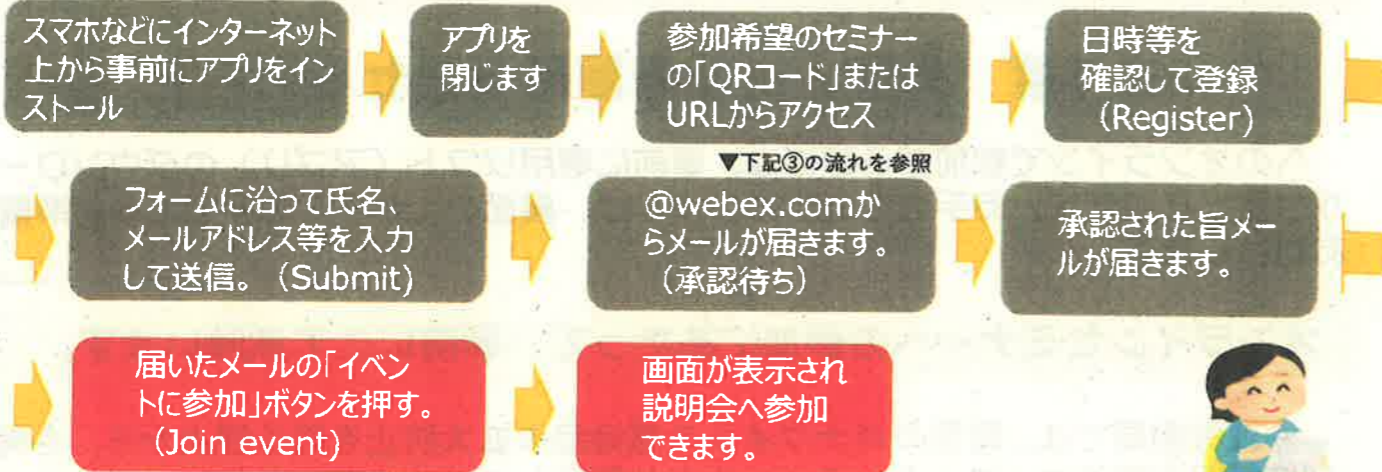 スマホなどにインターネット
上から事前にアプリをイン
ストール
アプリを
閉じます
参加希望のセミナー
の「QRコード」または
URLからアクセス
日時等を
確認して登録
(Register)
▼下記③の流れを参照
フォームに沿って氏名、
メールアドレス等を入力
して送信。(Submit)
@webex.comか
らメールが届きます。
(承認待ち)
承認された旨メー
ルが届きます。
届いたメールの「イベン
トに参加」ボタンを押す。
(Join event)
画面が表示され
説明会へ参加
できます。